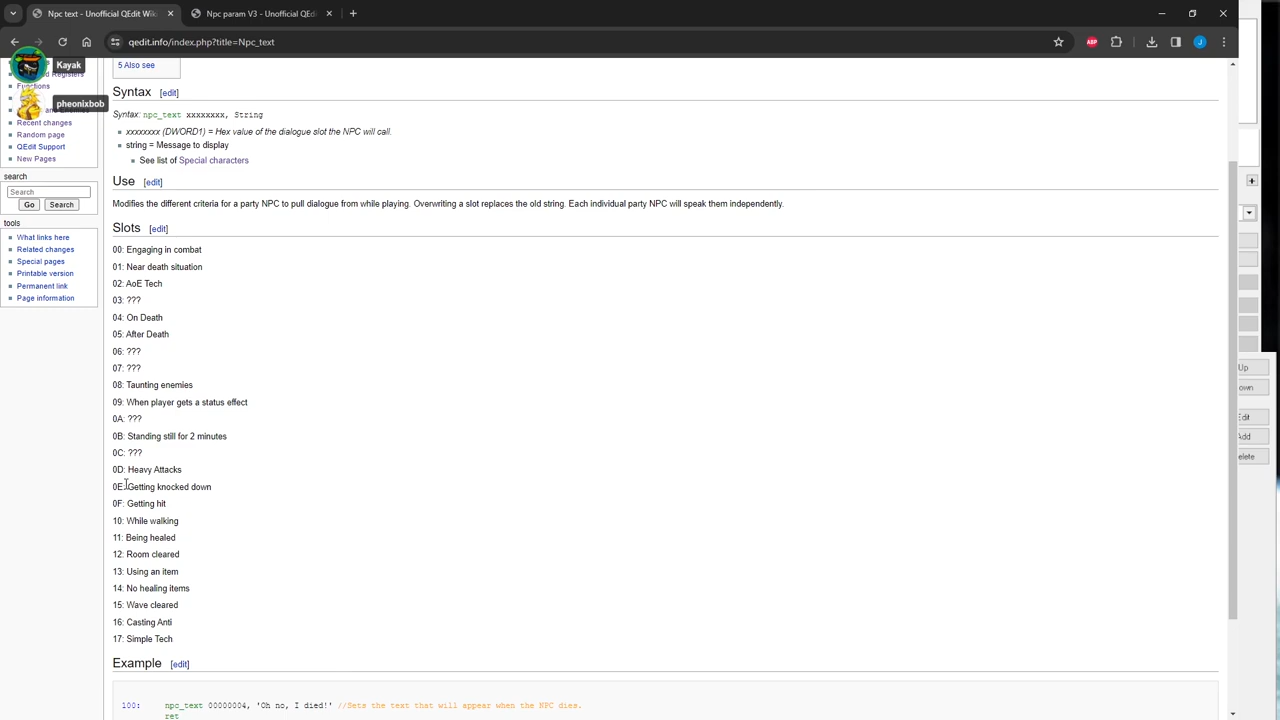 Npc text - Unofficial QEdit Wiki
Npc param V3 - Unofficial QEd
qedit.info/index.php?title=Npc_text
Kayak
pheonixbob
Functions
Recent changes
Random page
QEdit Support
New Pages
search
Search
Go
Search
tools
What links here
Related changes
Special pages
Printable version
Permanent link
Page information
5 Also see
Syntax [edit]
Syntax: npc_text xxxxxxxx, String
xxxxxxxx (DWORD1) = Hex value of the dialogue slot the NPC will call.
string = Message to display
See list of Special characters
Use [edit]
Modifies the different criteria for a party NPC to pull dialogue from while playing. Overwriting a slot replaces the old string. Each individual party NPC will speak them independently.
Slots [edit]
00: Engaging in combat
01: Near death situation
02: AoE Tech
03: ???
04: On Death
05: After Death
06: ???
07: ???
08: Taunting enemies
09: When player gets a status effect
0A: ???
0B: Standing still for 2 minutes
0C: ???
0D: Heavy Attacks
0E: Getting knocked down
0F: Getting hit
10: While walking
11: Being healed
12: Room cleared
13: Using an item
14: No healing items
15: Wave cleared
16: Casting Anti
17: Simple Tech
Example [edit]
100: npc_text 00000004, 'Oh no, I died!' //Sets the text that will appear when the NPC dies.
ret
ABP
J
Up
own
Edit
Add
elete